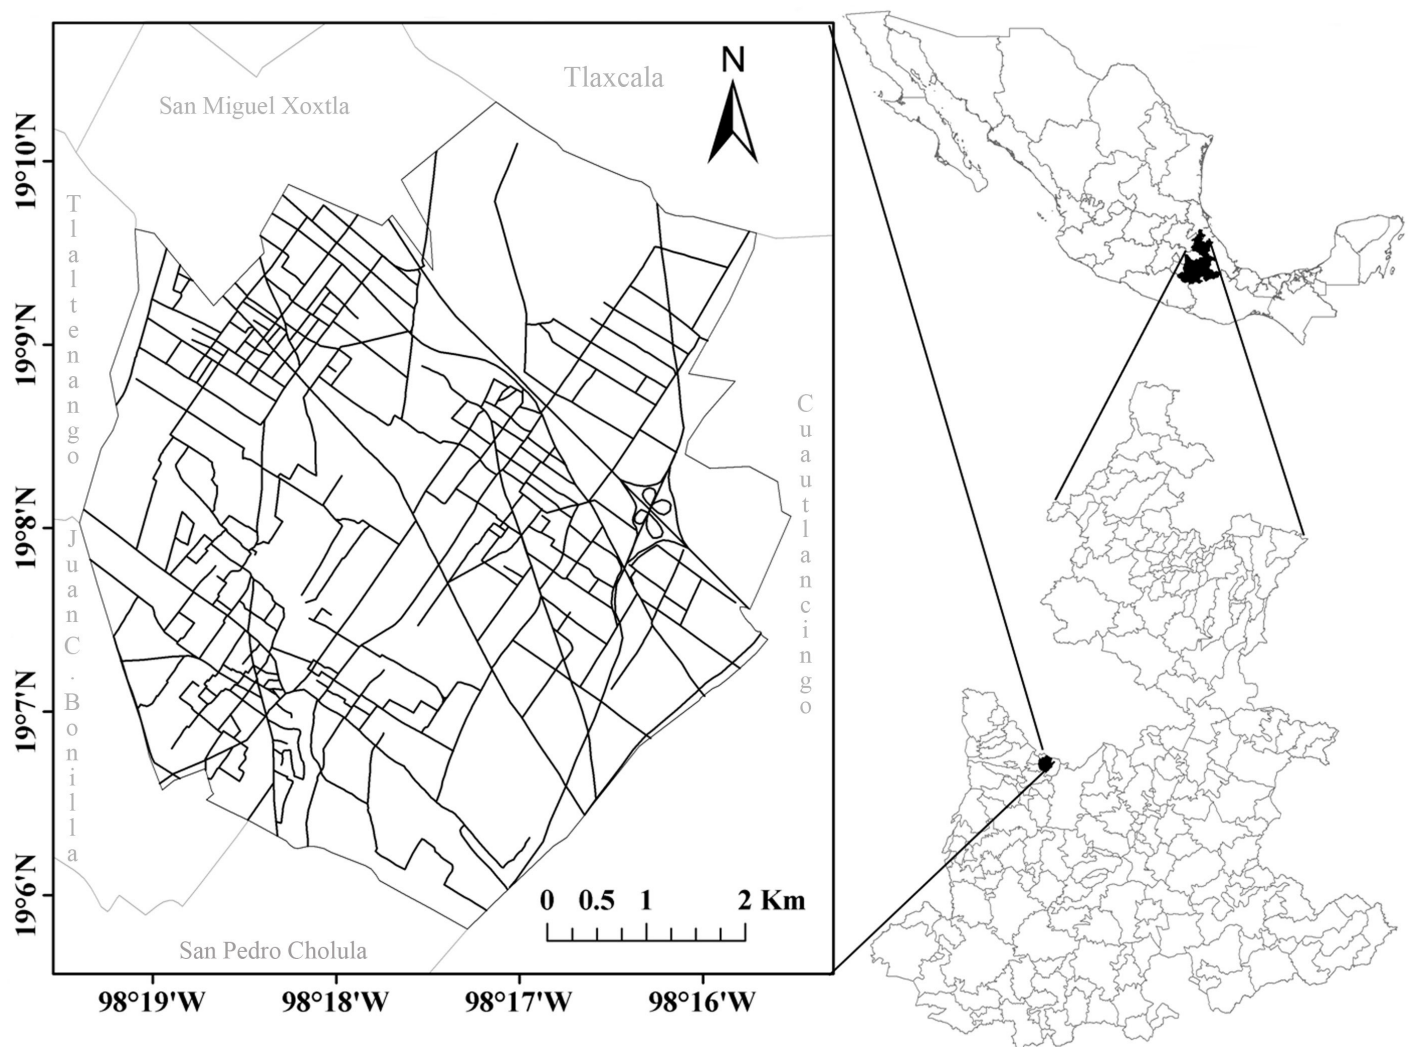 N
Tlaxcala
San Miguel Xoxtla
Tlaltenango
Juan C. Bonilla
Cuautlancingo
San Pedro Cholula
19°10'N
19°9'N
19°8'N
19°7'N
19°6'N
0 0.5 1 2 Km
98°19'W 98°18'W 98°17'W 98°16'W